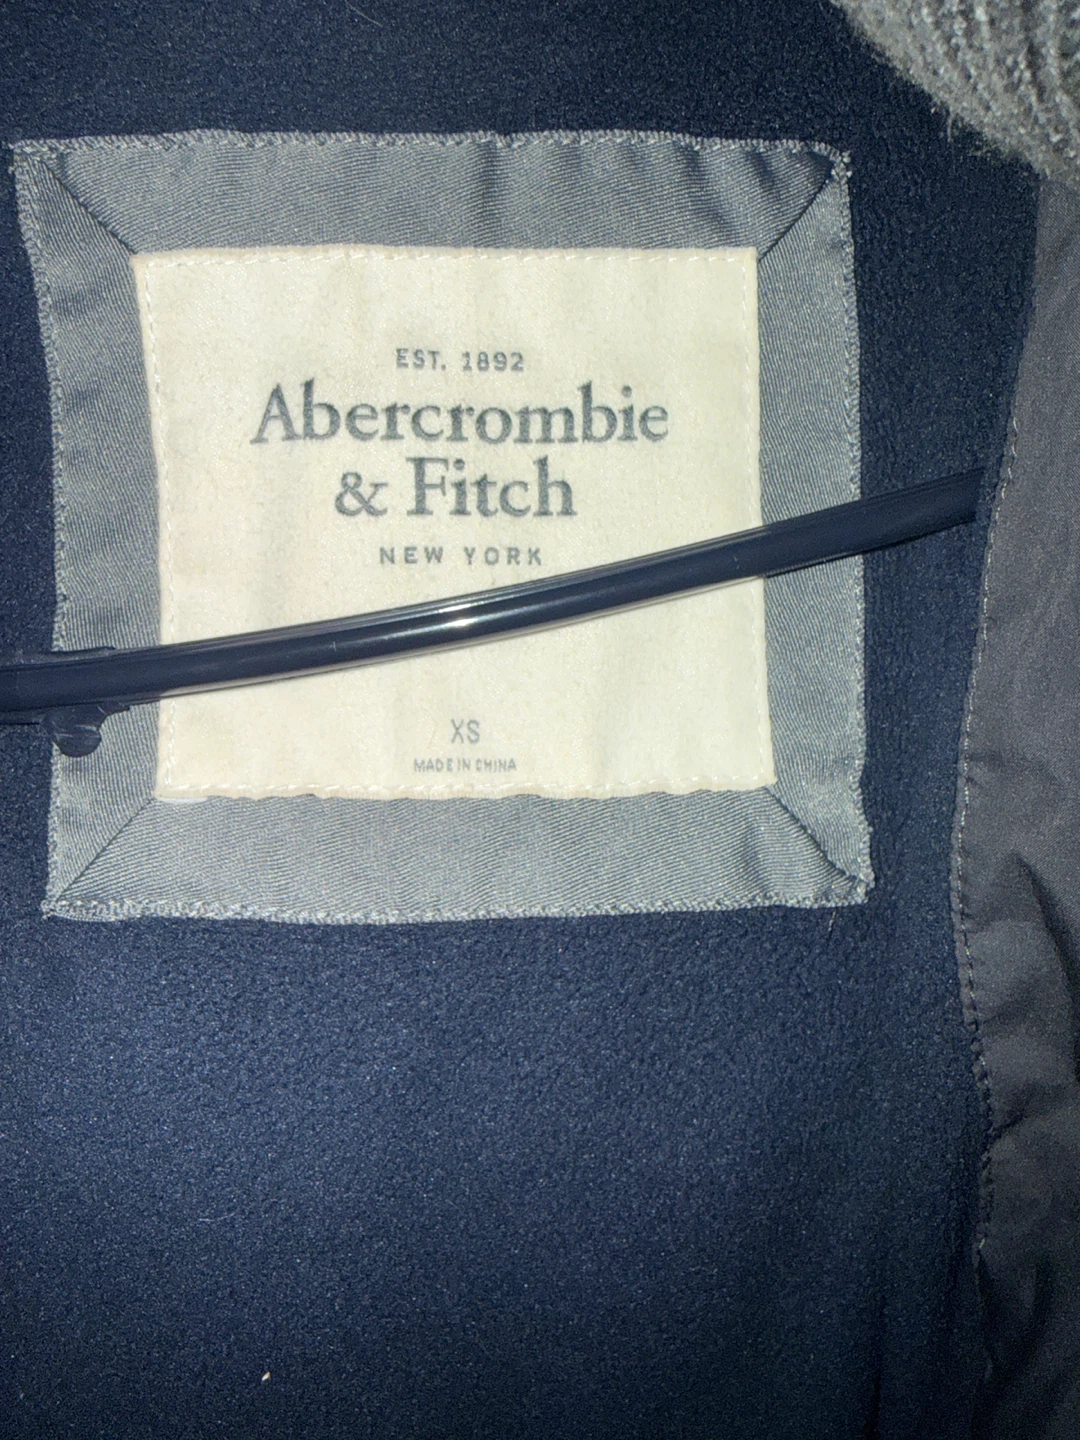 EST. 1892
Abercrombie
& Fitch
NEW YORK
XS
MADE IN CHINA